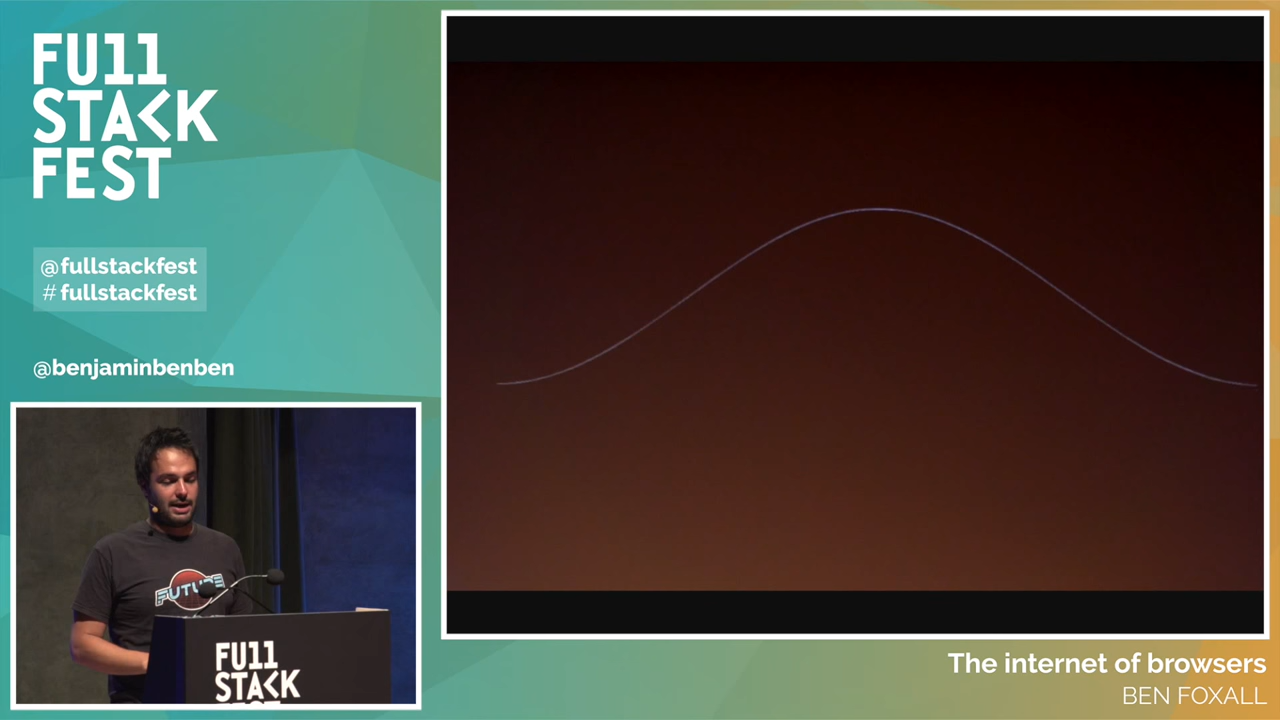 FU11
STACK
FEST
@fullstackfest
# fullstackfest
@benjaminbenben
FUTURE
FU11
STACK
The internet of browsers
BEN FOXALL